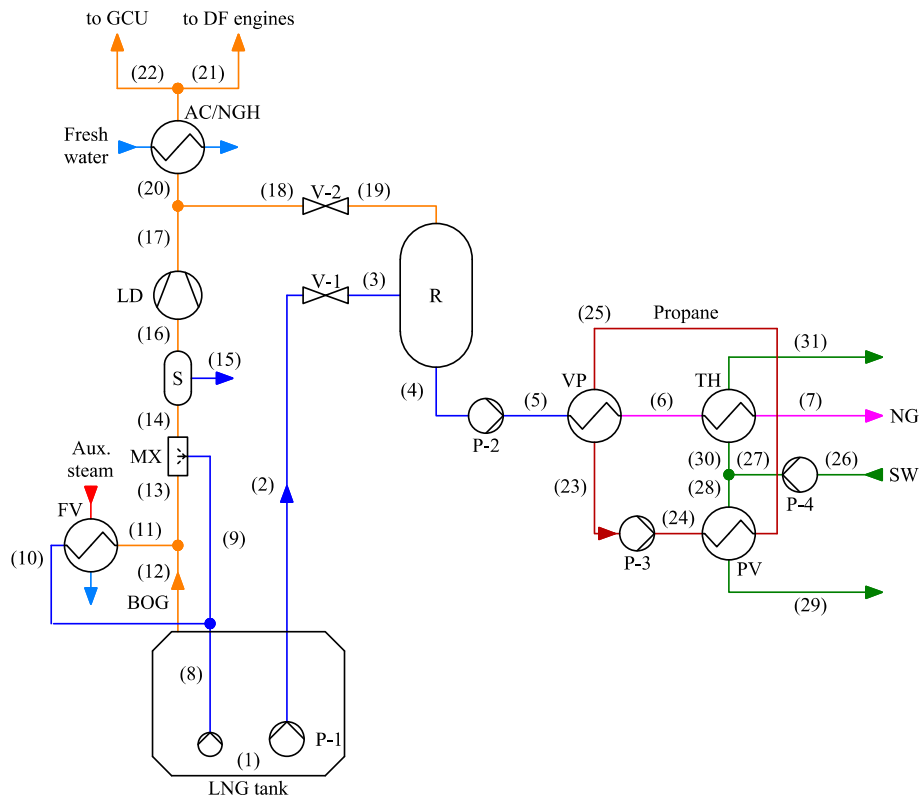 to GCU
to DF engines
(22)
(21)
AC/NGH
Fresh
water
(20)
(18)
V-2
(19)
(17)
V-1
(3)
R
LD
(16)
(15)
S
(14)
(4)
(25)
Propane
(31)
VP
TH
(5)
(6)
(7)
NG
P-2
Aux.
steam
MX
(13)
(2)
(30)
(27)
(26)
SW
(23)
(28)
P-4
FV
(11)
(10)
(9)
(24)
P-3
PV
(12)
BOG
(29)
(8)
P-1
(1)
LNG tank